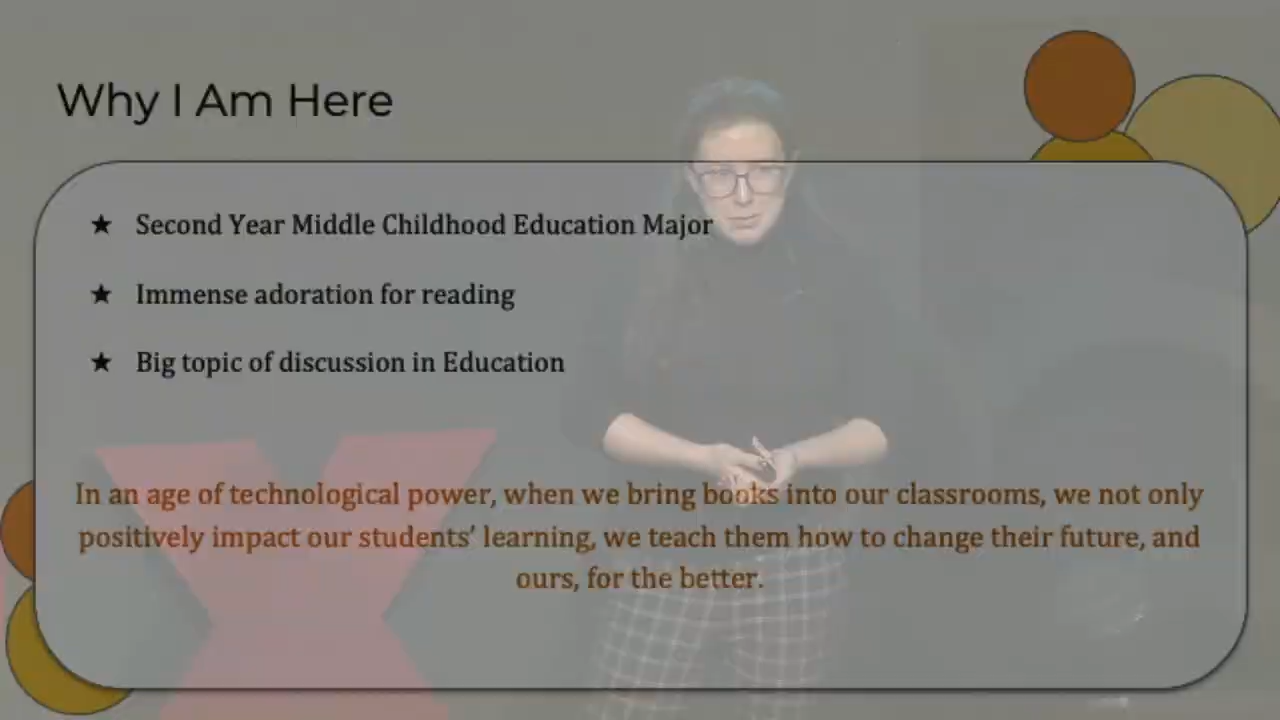 Why I Am Here
★ Second Year Middle Childhood Education Major
★ Immense adoration for reading
★ Big topic of discussion in Education
In an age of technological power, when we bring books into our classrooms, we not only
positively impact our students’ learning, we teach them how to change their future, and
ours, for the better.
X